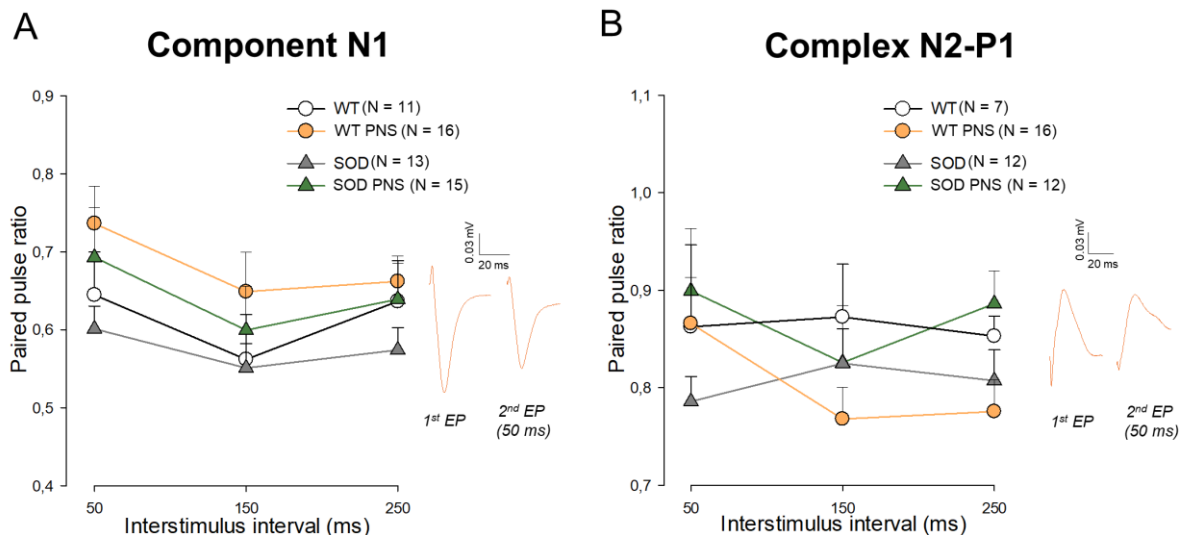 A
Component N1
WT (N = 11)
WT PNS (N = 16)
SOD (N = 13)
SOD PNS (N = 15)
Paired pulse ratio
0,9
0,8
0,7
0,6
0,5
0,4
50
150
250
Interstimulus interval (ms)
0.03 mV
20 ms
1st EP
2nd EP
(50 ms)
B
Complex N2-P1
WT (N = 7)
WT PNS (N = 16)
SOD (N = 12)
SOD PNS (N = 12)
Paired pulse ratio
1,1
1,0
0,9
0,8
0,7
50
150
250
Interstimulus interval (ms)
0.03 mV
20 ms
1st EP
2nd EP
(50 ms)